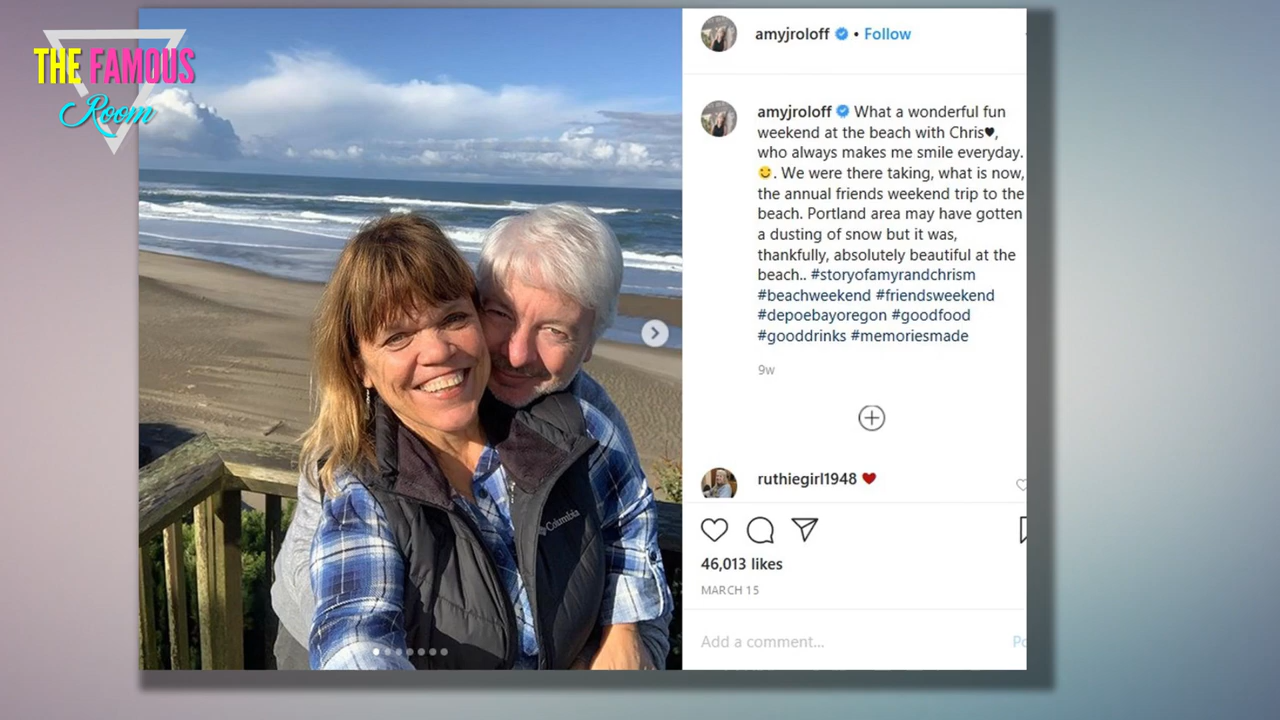 THE FAMOUS
Room
amyjroloff • Follow
amyjroloff What a wonderful fun
weekend at the beach with Chris♥,
who always makes me smile everyday.
😊. We were there taking, what is now,
the annual friends weekend trip to the
beach. Portland area may have gotten
a dusting of snow but it was,
thankfully, absolutely beautiful at the
beach.. #storyofamyrandchrism
#beachweekend #friendsweekend
#depoebayoregon #goodfood
#gooddrinks #memoriesmade
9w
ruthiegirl1948 ❤
46,013 likes
MARCH 15
Add a comment...
Po
Columbia